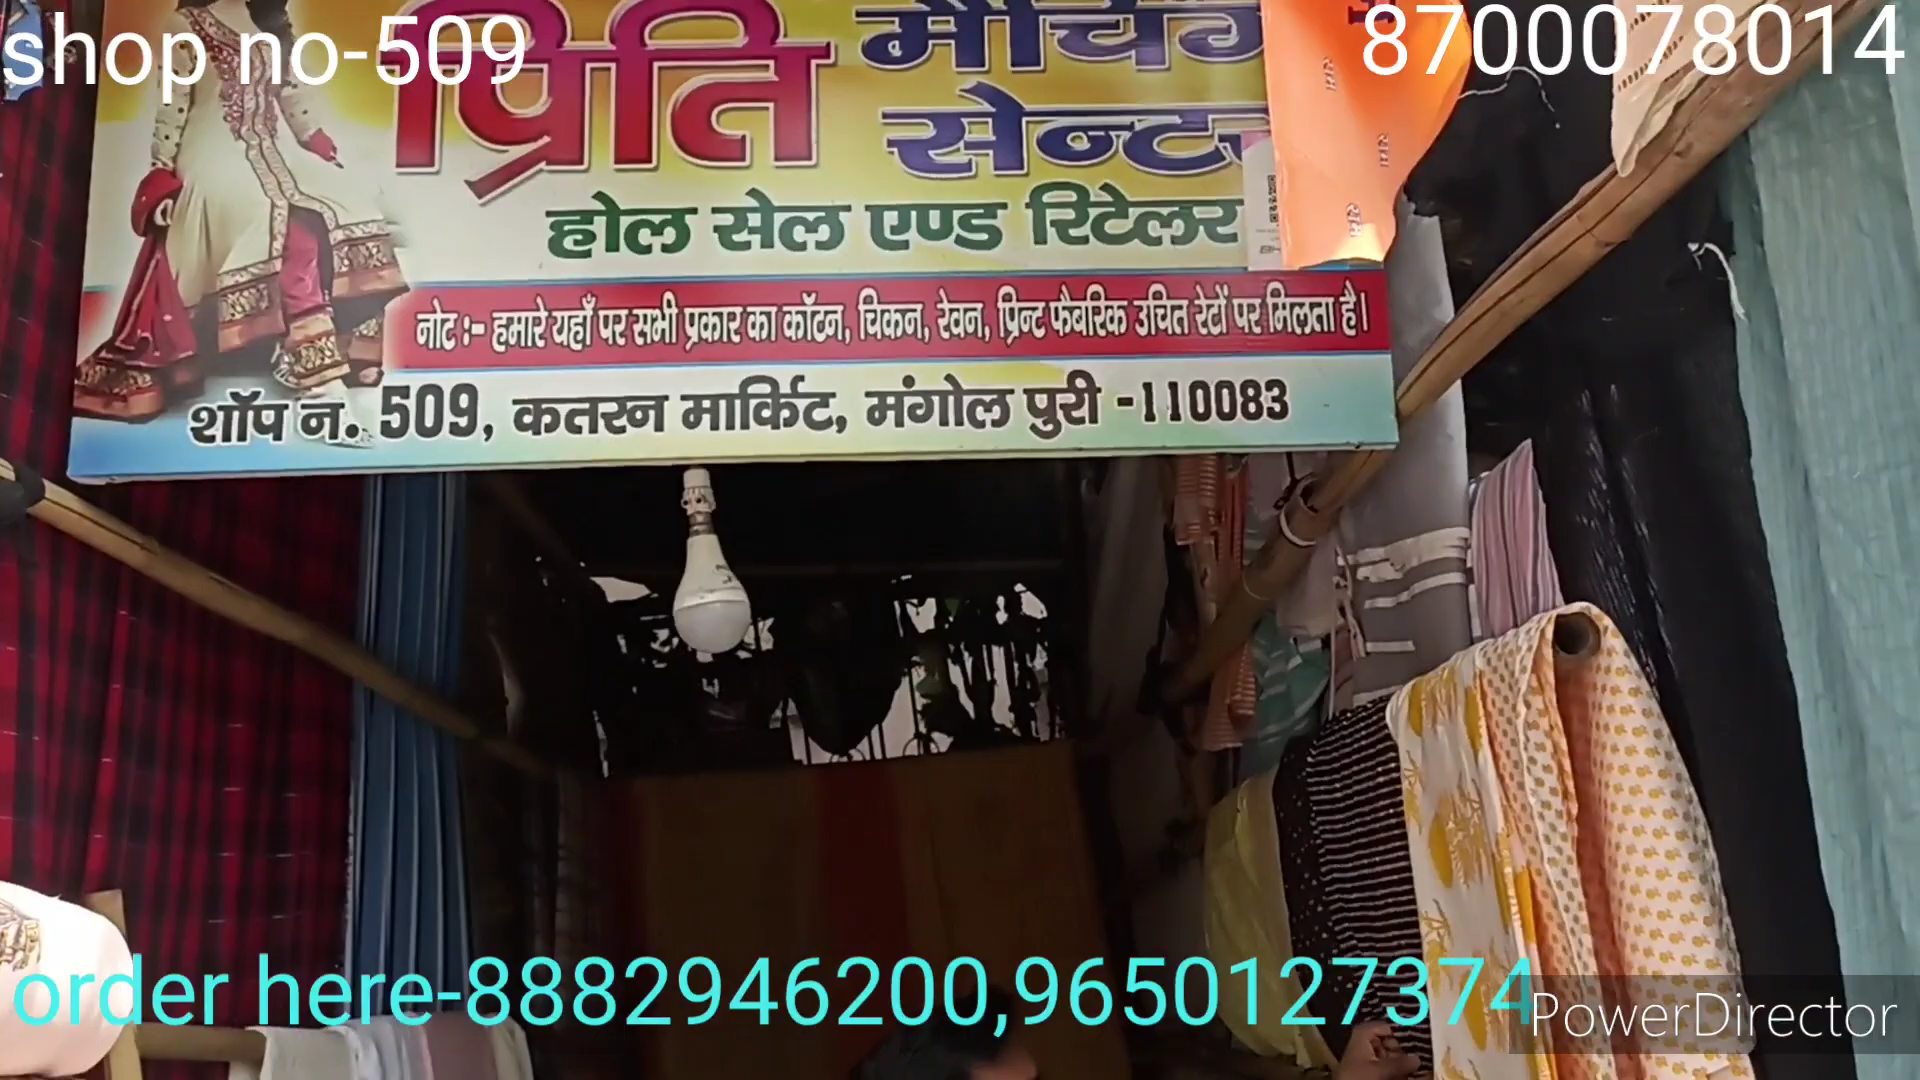 shop no-509
8700078014
प्रिति मैचिंग
सेन्टर
होल सेल एण्ड रिटेलर
नोट :- हमारे यहाँ पर सभी प्रकार का कॉटन, चिकन, रेवन, प्रिन्ट फैबरिक उचित रेटों पर मिलता है।
शॉप न. 509, कतरन मार्किट, मंगोल पुरी -110083
order here-8882946200,9650127374
PowerDirector